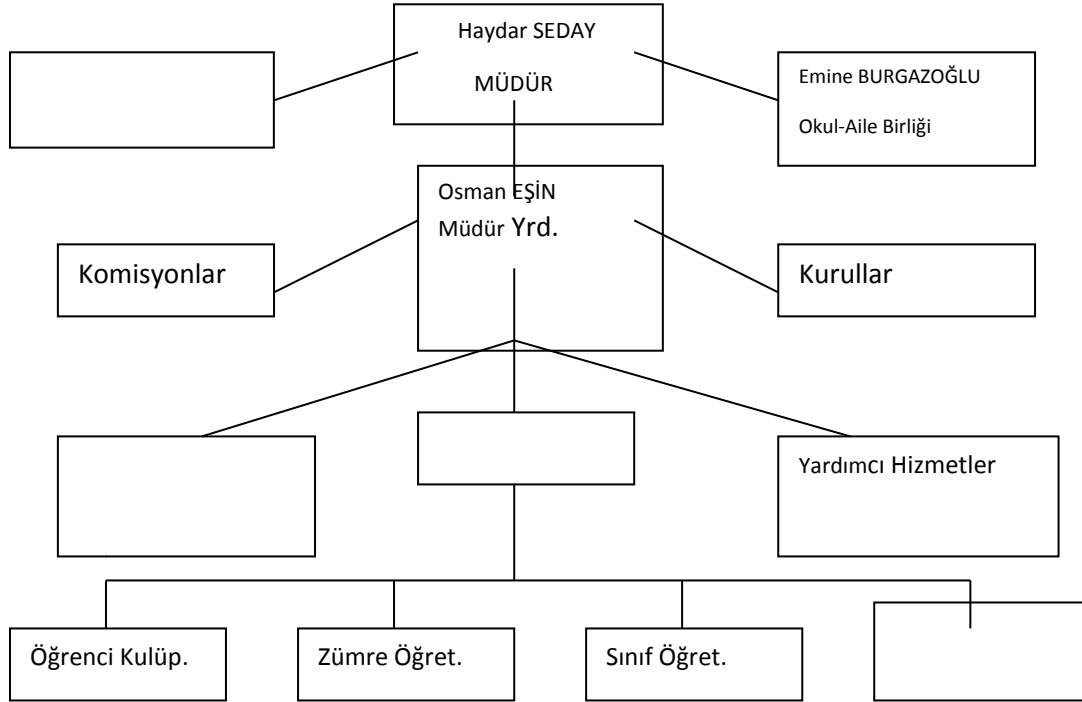 Haydar SEDAY
MÜDÜR
Emine BURGAZOĞLU
Okul-Aile Birliği
Osman EŞİN
Müdür Yrd.
Komisyonlar
Kurullar
Yardımcı Hizmetler
Öğrenci Kulüp.
Zümre Öğret.
Sınıf Öğret.